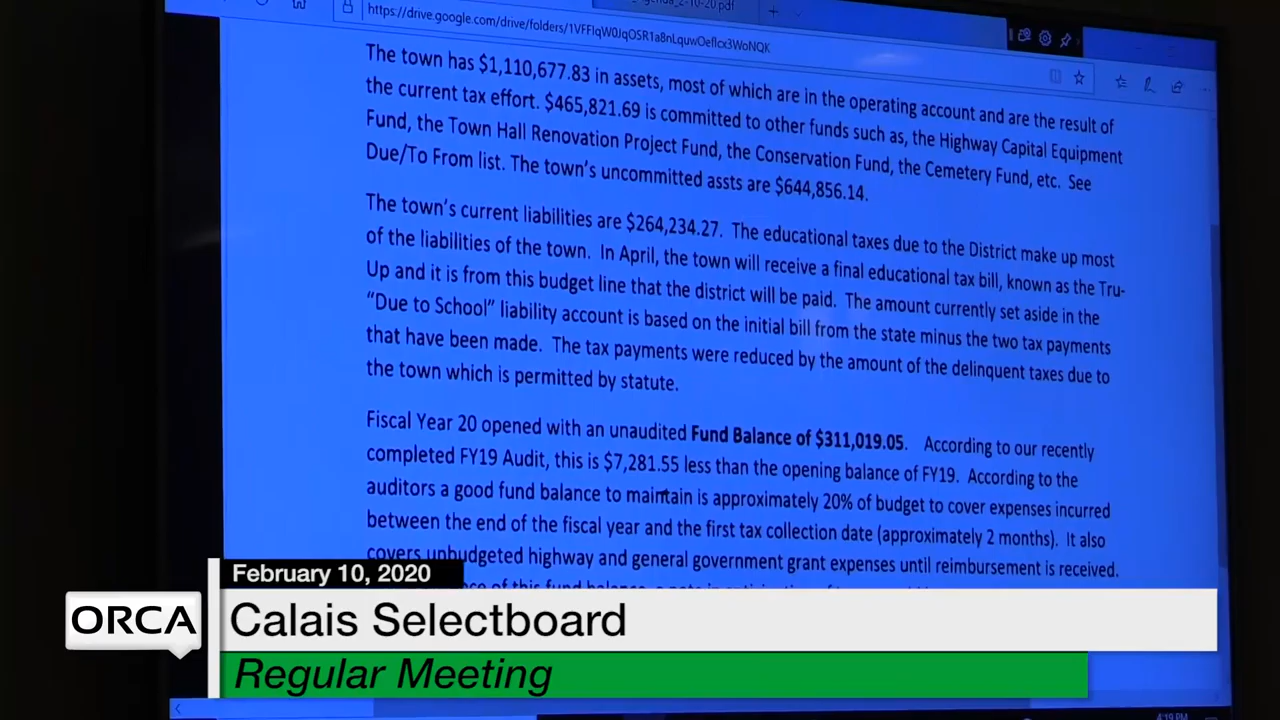 https://drive.google.com/drive/folders/1VFFlqW0JqOSR1a8nLquwOeflcx3WoNQK
The town has $1,110,677.83 in assets, most of which are in the operating account and are the result of
the current tax effort. $465,821.69 is committed to other funds such as, the Highway Capital Equipment
Fund, the Town Hall Renovation Project Fund, the Conservation Fund, the Cemetery Fund, etc. See
Due/To From list. The town's uncommitted assts are $644,856.14.
The town's current liabilities are $264,234.27. The educational taxes due to the District make up most
of the liabilities of the town. In April, the town will receive a final educational tax bill, known as the Tru-
Up and it is from this budget line that the district will be paid. The amount currently set aside in the
“Due to School” liability account is based on the initial bill from the state minus the two tax payments
that have been made. The tax payments were reduced by the amount of the delinquent taxes due to
the town which is permitted by statute.
Fiscal Year 20 opened with an unaudited Fund Balance of $311,019.05. According to our recently
completed FY19 Audit, this is $7,281.55 less than the opening balance of FY19. According to the
auditors a good fund balance to maintain is approximately 20% of budget to cover expenses incurred
between the end of the fiscal year and the first tax collection date (approximately 2 months). It also
covers unbudgeted highway and general government grant expenses until reimbursement is received.
February 10, 2020
ORCA
Calais Selectboard
Regular Meeting
4:19 PM